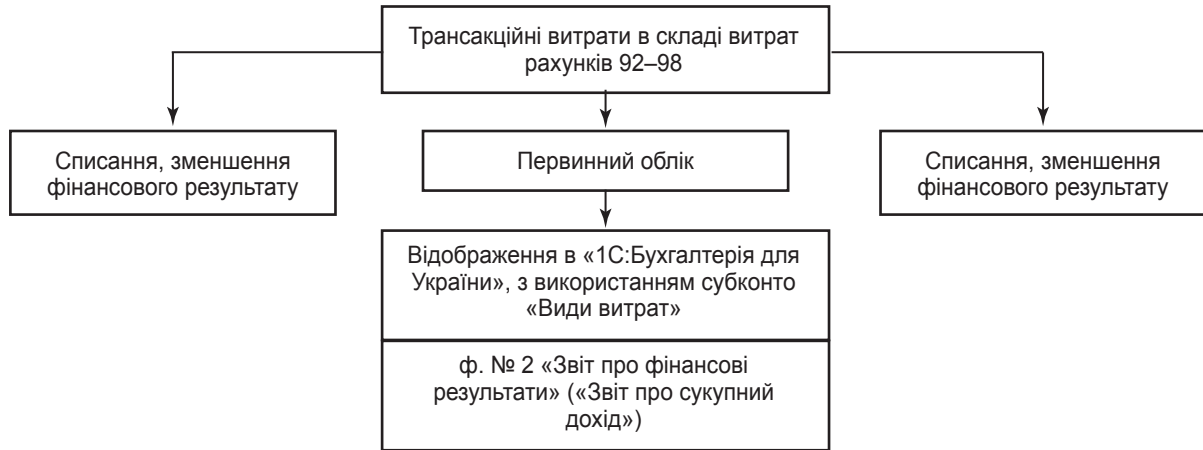 Трансакційні витрати в складі витрат
рахунків 92–98
Списання, зменшення
фінансового результату
Первинний облік
Списання, зменшення
фінансового результату
Відображення в «1С:Бухгалтерія для
України», з використанням субконто
«Види витрат»
ф. № 2 «Звіт про фінансові
результати» («Звіт про сукупний
дохід»)